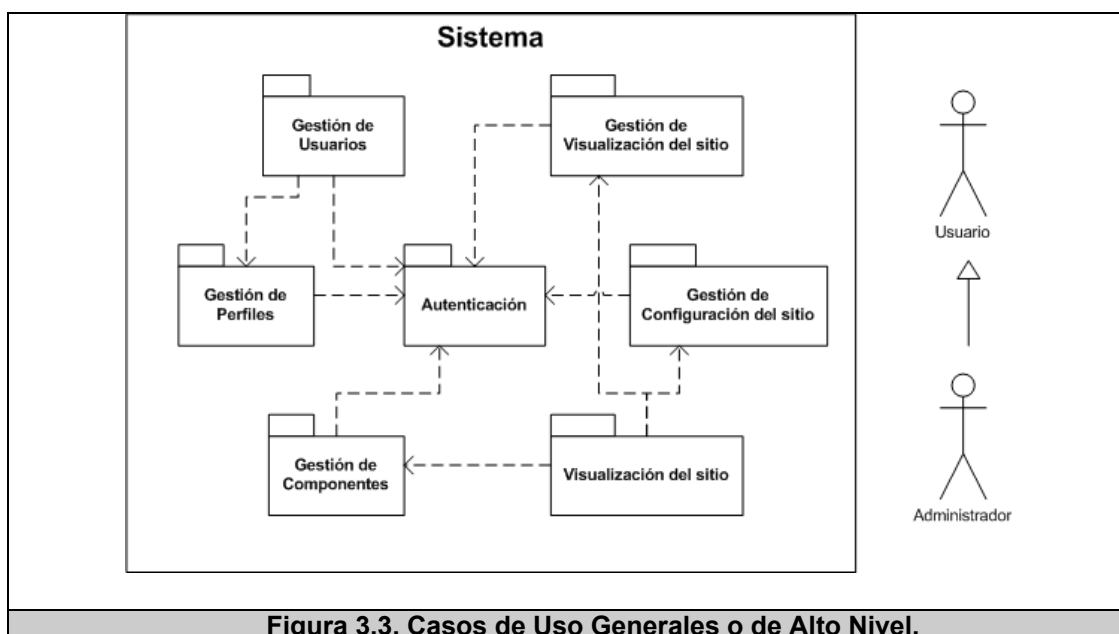 Sistema
Gestión de
Usuarios
Gestión de
Visualización del sitio
Usuario
Gestión de
Perfiles
Autenticación
Gestión de
Configuración del sitio
Gestión de
Componentes
Visualización del sitio
Administrador
Figura 3.3. Casos de Uso Generales o de Alto Nivel.